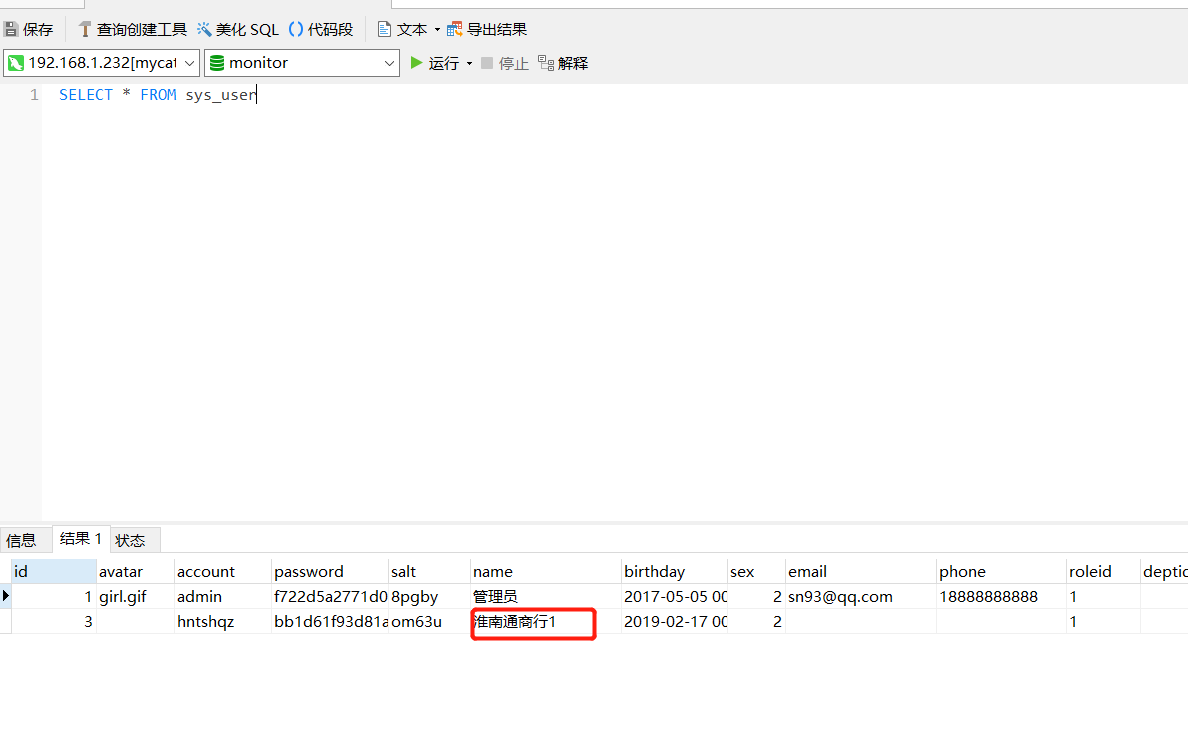 保存 查询创建工具 美化 SQL () 代码段 文本 导出结果
192.168.1.232[mycat monitor 运行 停止 解释
1 SELECT * FROM sys_user
信息 结果 1 状态
id avatar account password salt name birthday sex email phone roleid deptid
1 girl.gif admin f722d5a2771d0 8pgby 管理员 2017-05-05 00 2 sn93@qq.com 18888888888 1
3 hntshqz bb1d61f93d81a om63u 淮南通商行1 2019-02-17 00 2 1